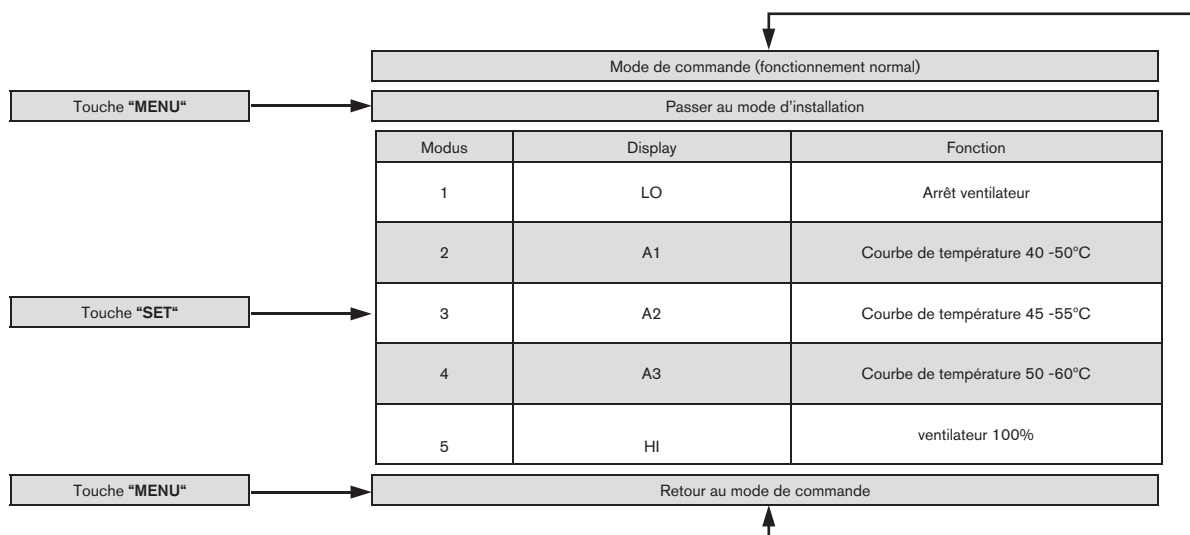 Mode de commande (fonctionnement normal)
Touche “MENU“
Passer au mode d'installation
Modus Display Fonction
1 LO Arrêt ventilateur
2 A1 Courbe de température 40 -50°C
Touche “SET“
3 A2 Courbe de température 45 -55°C
4 A3 Courbe de température 50 -60°C
5 HI ventilateur 100%
Touche “MENU“
Retour au mode de commande